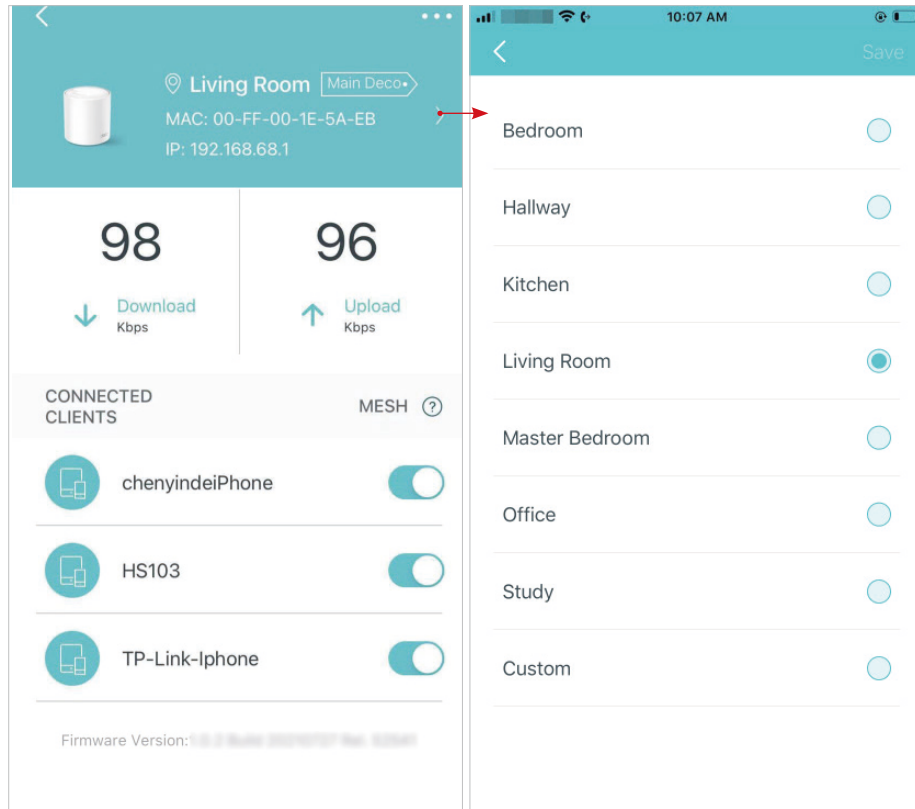 Living Room Main Deco
MAC: 00-FF-00-1E-5A-EB
IP: 192.168.68.1
98
Download
Kbps
96
Upload
Kbps
CONNECTED
CLIENTS
MESH ?
chenyindeiPhone
HS103
TP-Link-Iphone
Firmware Version:
10:07 AM
Save
Bedroom
Hallway
Kitchen
Living Room
Master Bedroom
Office
Study
Custom